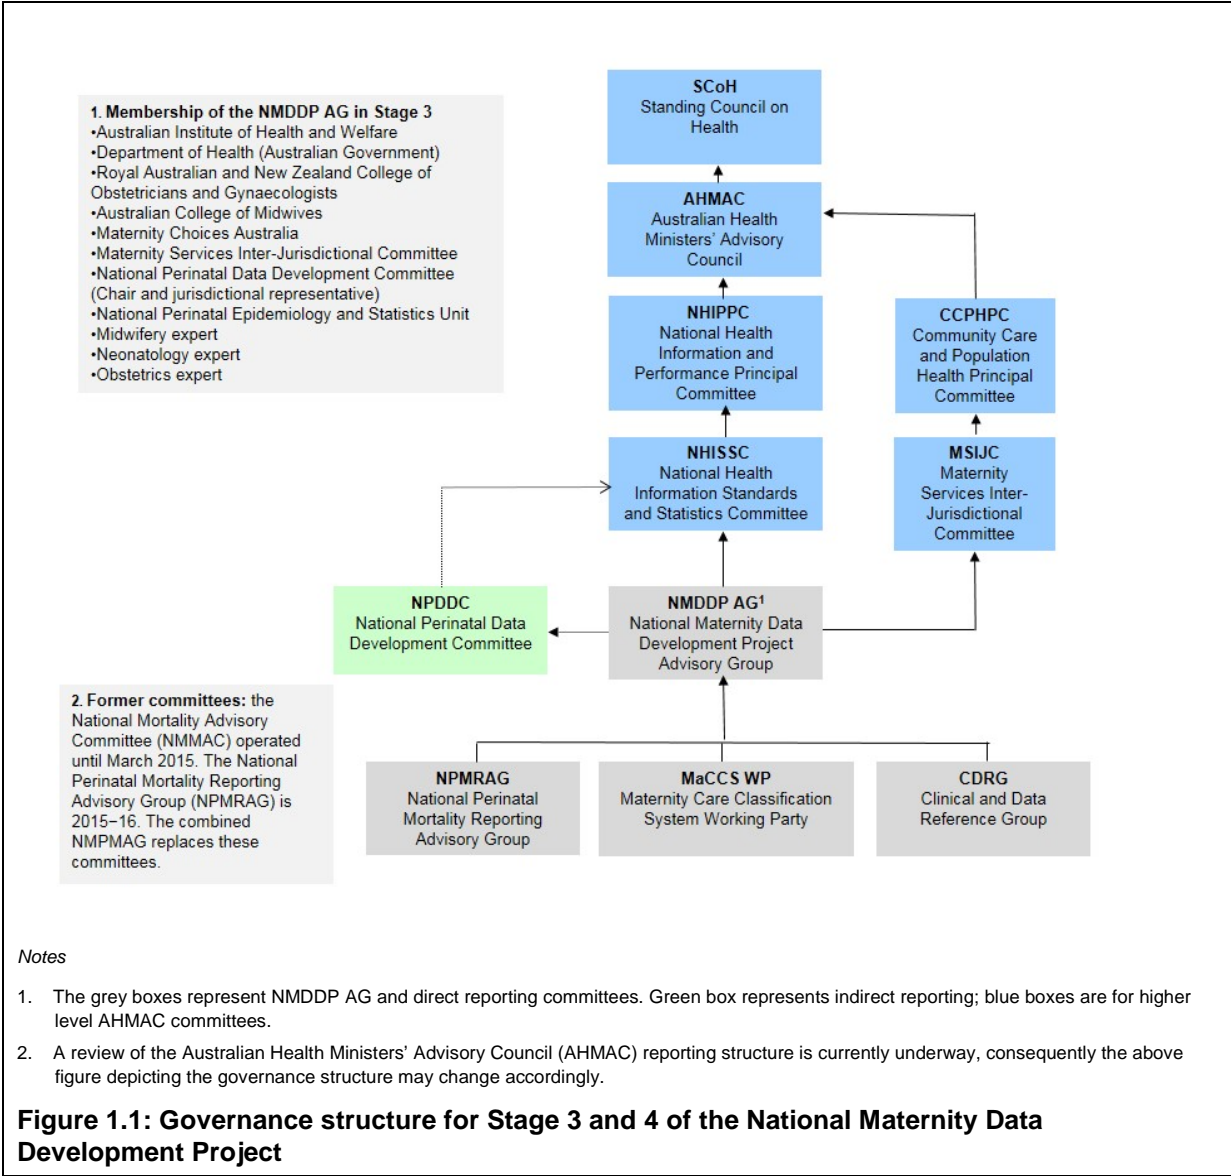 1. Membership of the NMDDP AG in Stage 3
•Australian Institute of Health and Welfare
•Department of Health (Australian Government)
•Royal Australian and New Zealand College of
Obstetricians and Gynaecologists
•Australian College of Midwives
•Maternity Choices Australia
•Maternity Services Inter-Jurisdictional Committee
•National Perinatal Data Development Committee
(Chair and jurisdictional representative)
•National Perinatal Epidemiology and Statistics Unit
•Midwifery expert
•Neonatology expert
•Obstetrics expert
SCoH
Standing Council on
Health
AHMAC
Australian Health
Ministers' Advisory
Council
NHIPPC
National Health
Information and
Performance Principal
Committee
CCPHPC
Community Care
and Population
Health Principal
Committee
NHISSC
National Health
Information Standards
and Statistics Committee
MSIJC
Maternity
Services Inter-
Jurisdictional
Committee
NPDDC
National Perinatal Data
Development Committee
NMDDP AG¹
National Maternity Data
Development Project
Advisory Group
2. Former committees: the
National Mortality Advisory
Committee (NMMAC) operated
until March 2015. The National
Perinatal Mortality Reporting
Advisory Group (NPMRAG) is
2015–16. The combined
NMPMAG replaces these
committees.
NPMRAG
National Perinatal
Mortality Reporting
Advisory Group
MaCCS WP
Maternity Care Classification
System Working Party
CDRG
Clinical and Data
Reference Group
Notes
1. The grey boxes represent NMDDP AG and direct reporting committees. Green box represents indirect reporting; blue boxes are for higher
level AHMAC committees.
2. A review of the Australian Health Ministers' Advisory Council (AHMAC) reporting structure is currently underway, consequently the above
figure depicting the governance structure may change accordingly.
Figure 1.1: Governance structure for Stage 3 and 4 of the National Maternity Data
Development Project